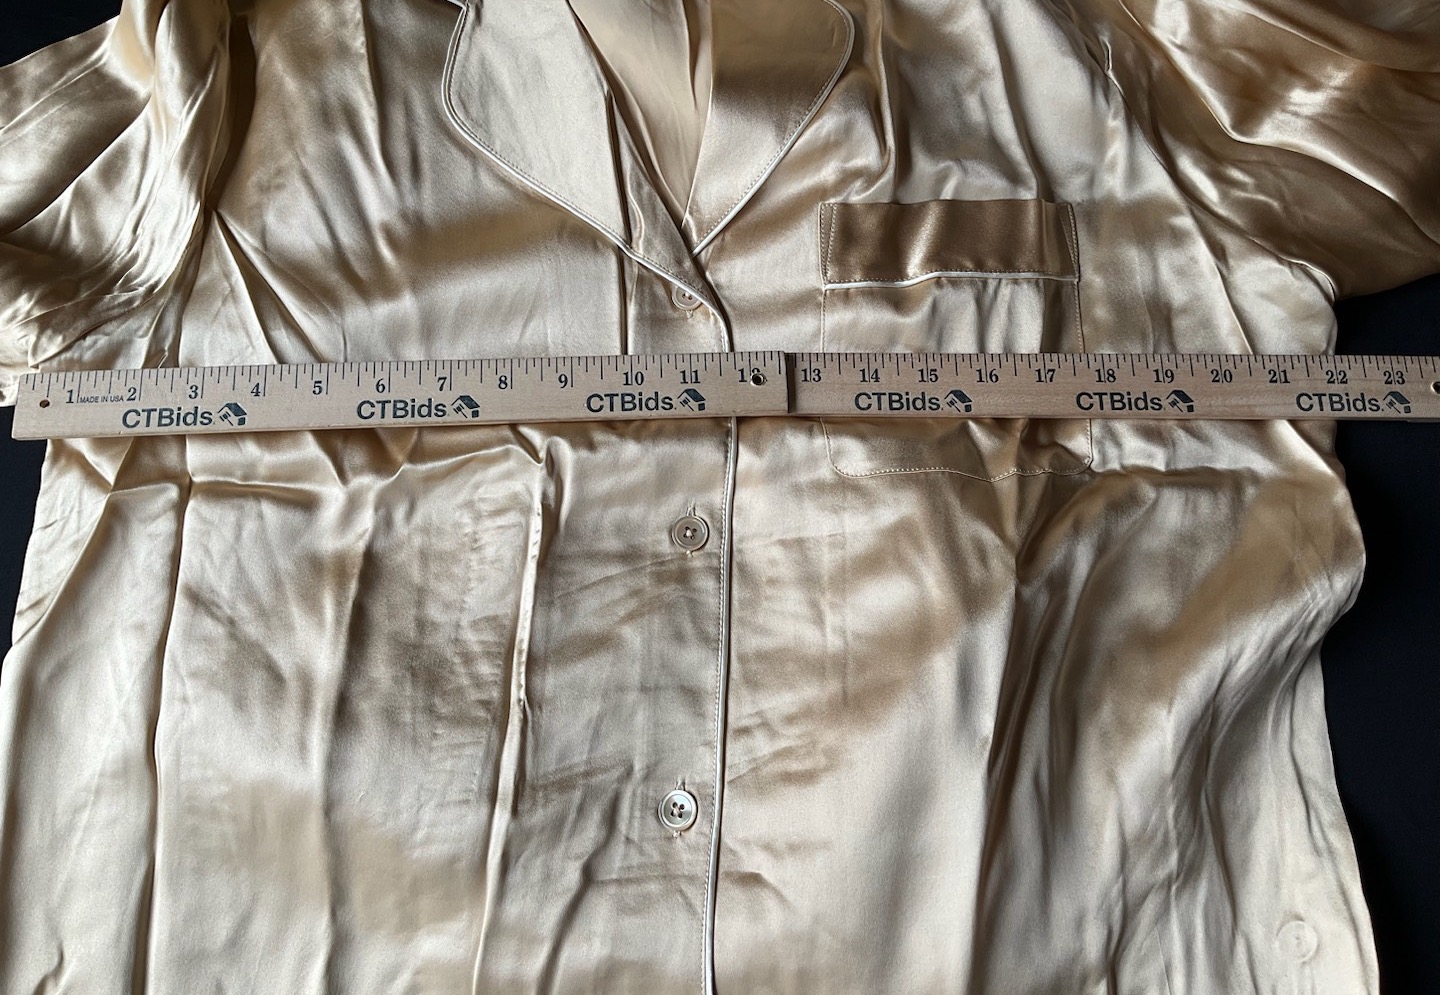 1 2 3 4 5 6 7 8 9 10 11 12 13 14 15 16 17 18 19 20 21 22 23
MADE IN USA
CTBids. CTBids. CTBids. CTBids. CTBids. CTBids.